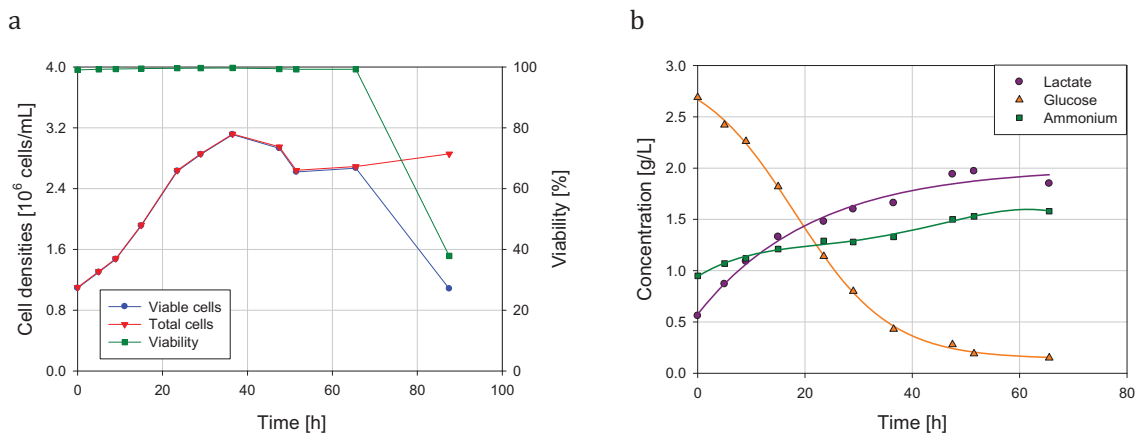 a
4.0
3.2
2.4
1.6
0.8
0.0
Cell densities [10⁶ cells/mL]
100
80
60
40
20
0
Viability [%]
Viable cells
Total cells
Viability
0 20 40 60 80 100
Time [h]
b
3.0
2.5
2.0
1.5
1.0
0.5
0.0
Concentration [g/L]
Lactate
Glucose
Ammonium
0 20 40 60 80
Time [h]